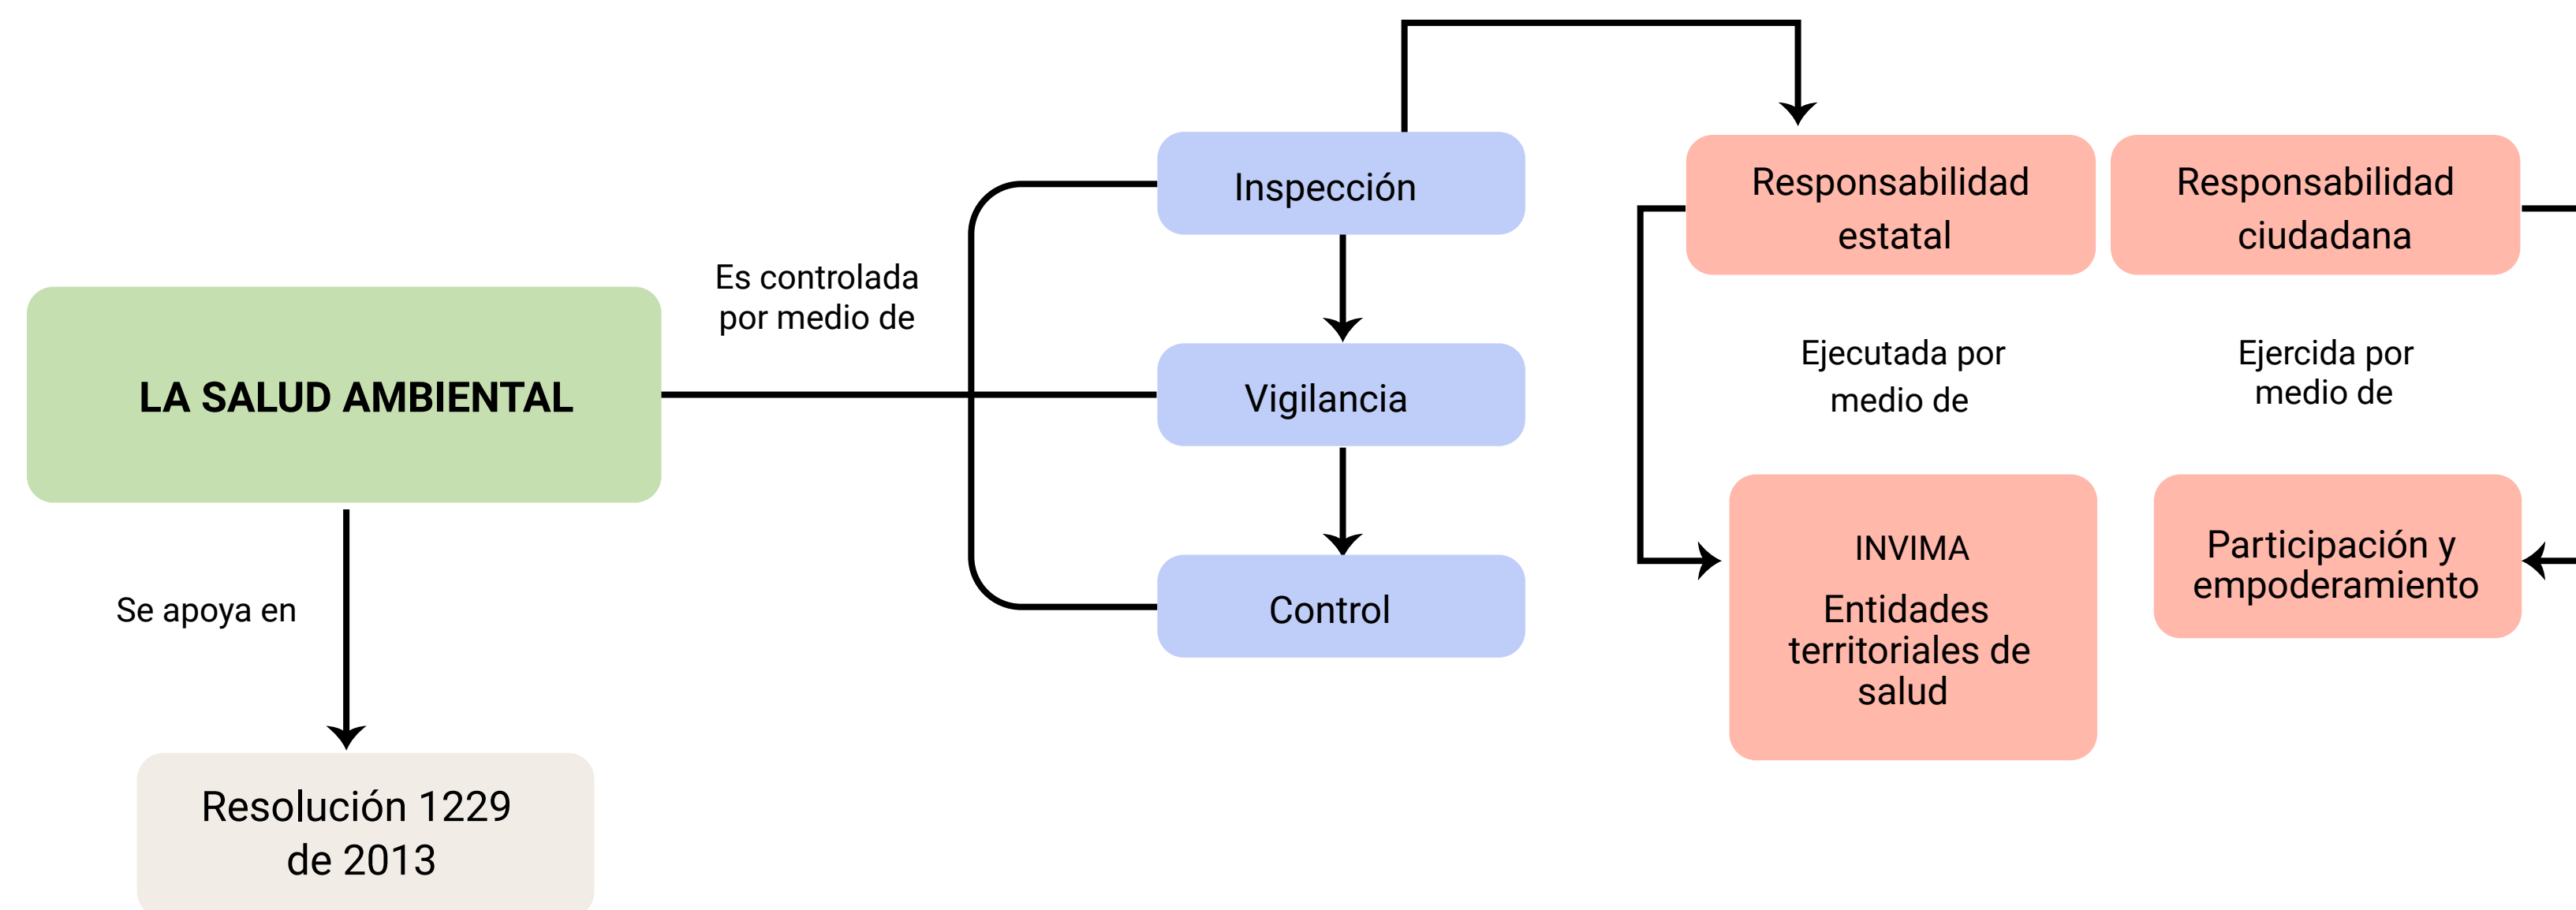 LA SALUD AMBIENTAL
Se apoya en
Resolución 1229
de 2013
Es controlada
por medio de
Inspección
Vigilancia
Control
Responsabilidad
estatal
Ejecutada por
medio de
INVIMA
Entidades
territoriales de
salud
Responsabilidad
ciudadana
Ejercida por
medio de
Participación y
empoderamiento